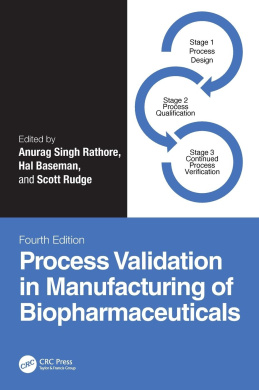 Stage 1
Process
Design
Stage 2
Process
Qualification
Stage 3
Continued
Process
Verification
Edited by
Anurag Singh Rathore,
Hal Baseman,
and Scott Rudge
Fourth Edition
Process Validation
in Manufacturing of
Biopharmaceuticals
CRC Press
Taylor & Francis Group